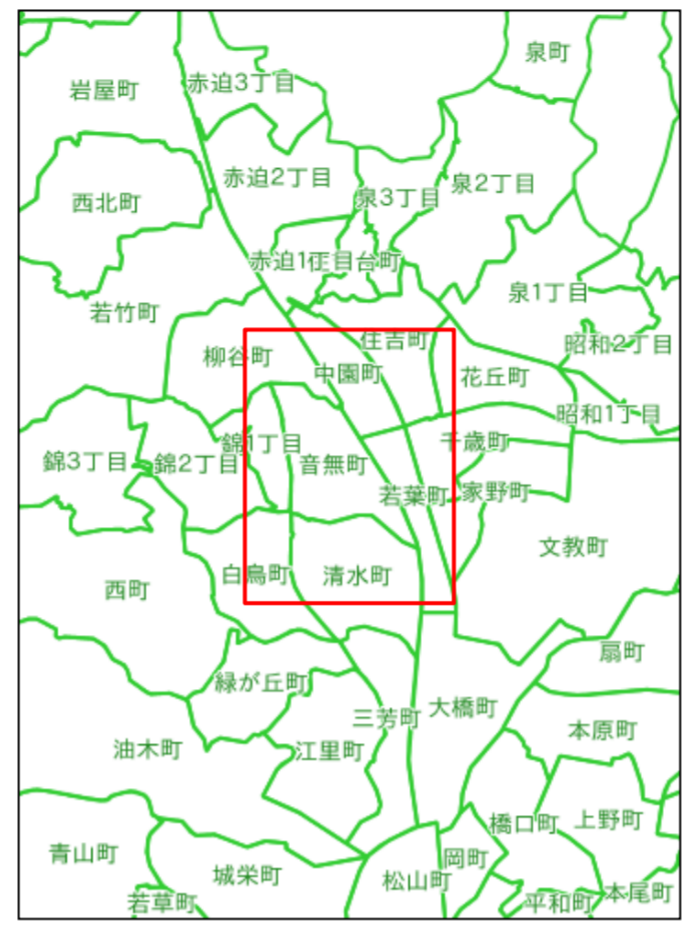 泉町
岩屋町
赤迫3丁目
赤迫2丁目
泉3丁目
泉2丁目
西北町
赤迫1丁目
台町
泉1丁目
若竹町
住吉町
昭和2丁目
柳谷町
中園町
花丘町
昭和1丁目
錦3丁目
錦2丁目
錦1丁目
音無町
千歳町
若葉町
家野町
文教町
西町
白鳥町
清水町
扇町
緑が丘町
三芳町
大橋町
本原町
油木町
江里町
橋口町
上野町
青山町
城栄町
松山町
岡町
若草町
平和町
本尾町